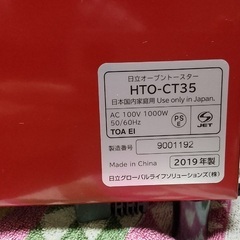 日立オーブントースター
HTO-CT35
日本国内家庭用 Use only in Japan.
AC 100V 1000W
50/60Hz
TOA EI
PS
E
JET
製造番号 9001192
Made in China 2019年製
日立グローバルライフソリューションズ(株)